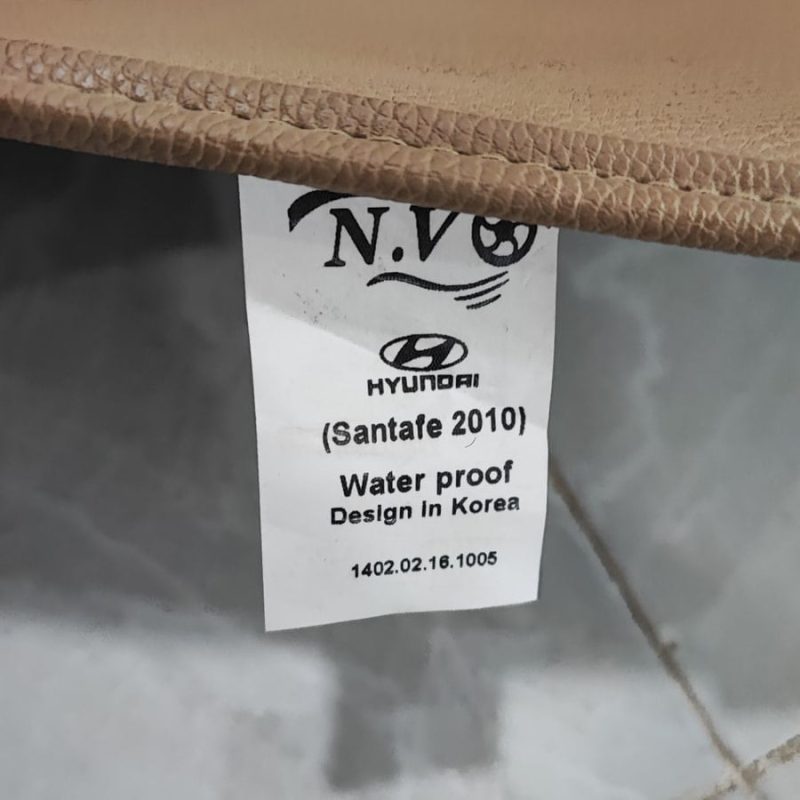 N.V
HYUNDAI
(Santafe 2010)
Water proof
Design in Korea
1402.02.16.1005